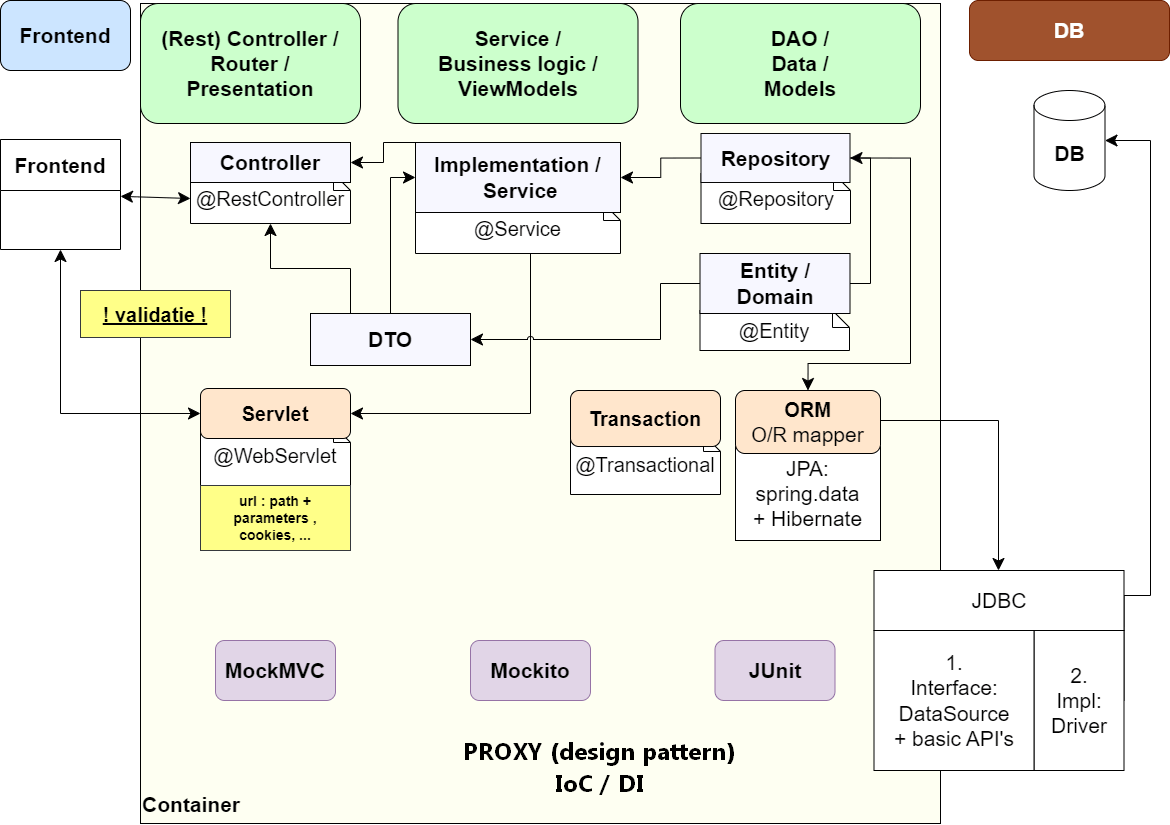 Frontend
(Rest) Controller /
Router /
Presentation
Service /
Business logic /
ViewModels
DAO /
Data /
Models
DB
Frontend
Controller
@RestController
Implementation /
Service
@Service
Repository
@Repository
DB
Entity /
Domain
@Entity
! validatie !
DTO
Servlet
@WebServlet
url : path +
parameters ,
cookies, ...
Transaction
@Transactional
ORM
O/R mapper
JPA:
spring.data
+ Hibernate
JDBC
1.
Interface:
DataSource
+ basic API's
2.
Impl:
Driver
MockMVC
Mockito
JUnit
PROXY (design pattern)
IoC / DI
Container